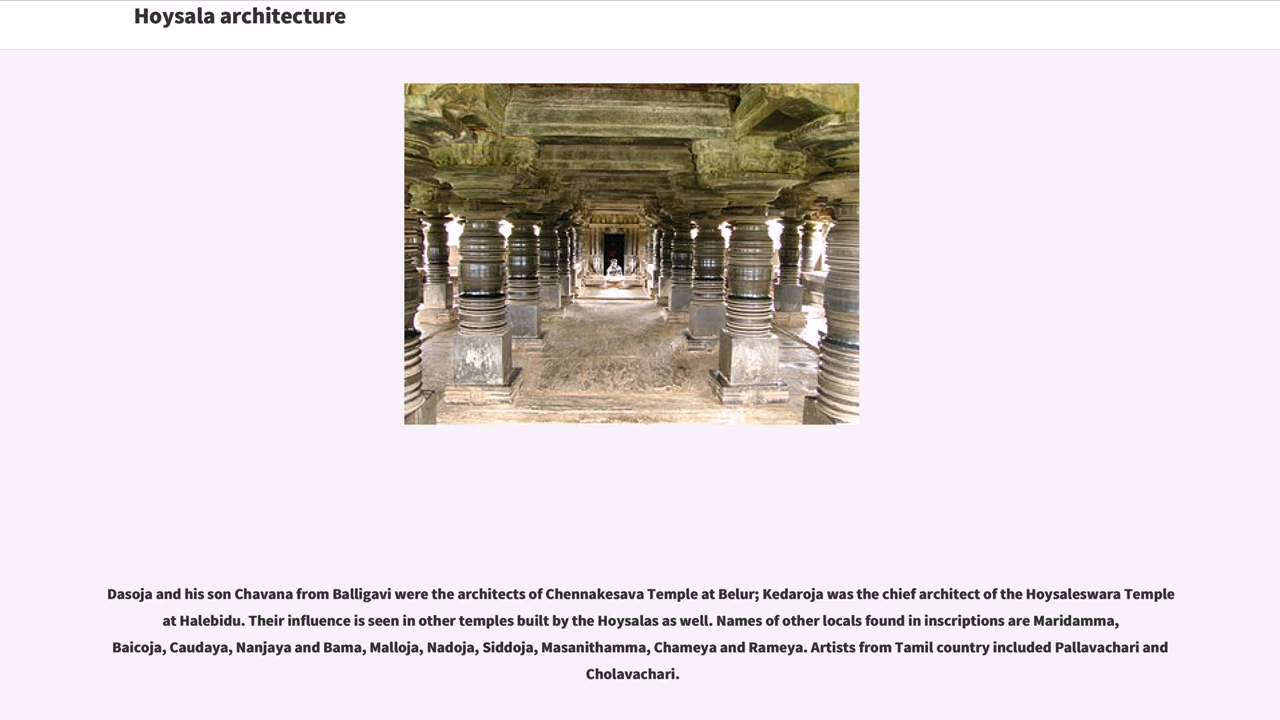 Hoysala architecture
Dasoja and his son Chavana from Balligavi were the architects of Chennakesava Temple at Belur; Kedaroja was the chief architect of the Hoysaleswara Temple
at Halebidu. Their influence is seen in other temples built by the Hoysalas as well. Names of other locals found in inscriptions are Maridamma,
Baicoja, Caudaya, Nanjaya and Bama, Malloja, Nadoja, Siddoja, Masanithamma, Chameya and Rameya. Artists from Tamil country included Pallavachari and
Cholavachari.